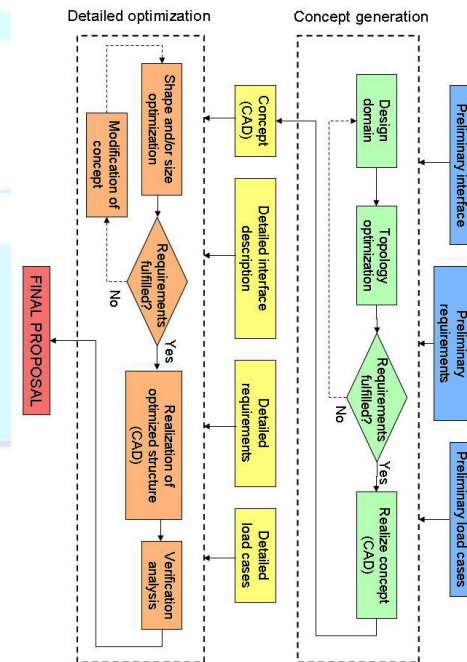 Concept generation
Preliminary interface
Preliminary
requirements
Preliminary load cases
Design
domain
Topology
optimization
Requirements
fulfilled?
No
Yes
Realize concept
(CAD)
Detailed optimization
Concept
(CAD)
Detailed interface
description
Detailed
requirements
Detailed
load cases
Shape and/or size
optimization
Requirements
fulfilled?
No
Yes
Modification of
concept
Realization of
optimized structure
(CAD)
Verification
analysis
FINAL PROPOSAL